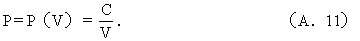 P=P (V) = C/V. (A. 11)